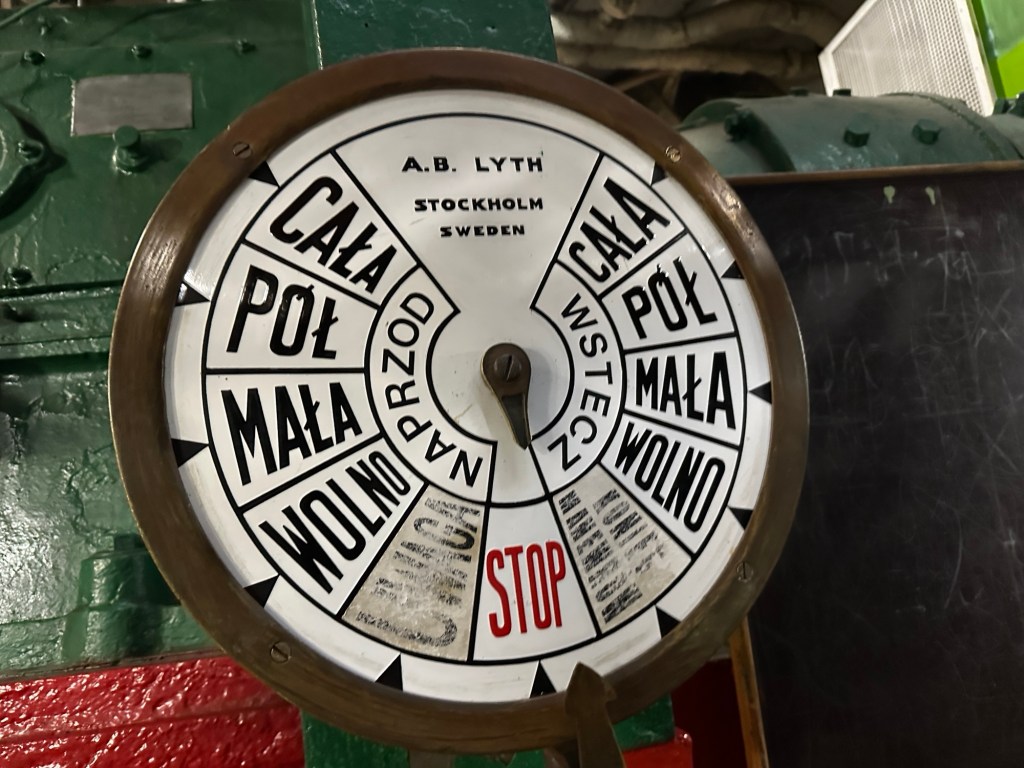 A.B. LYTH
STOCKHOLM
SWEDEN
CAŁA
PÓŁ
MAŁA
WOLNO
NAPRZÓD
STOP
CAŁA
PÓŁ
MAŁA
WOLNO
WSTECZ